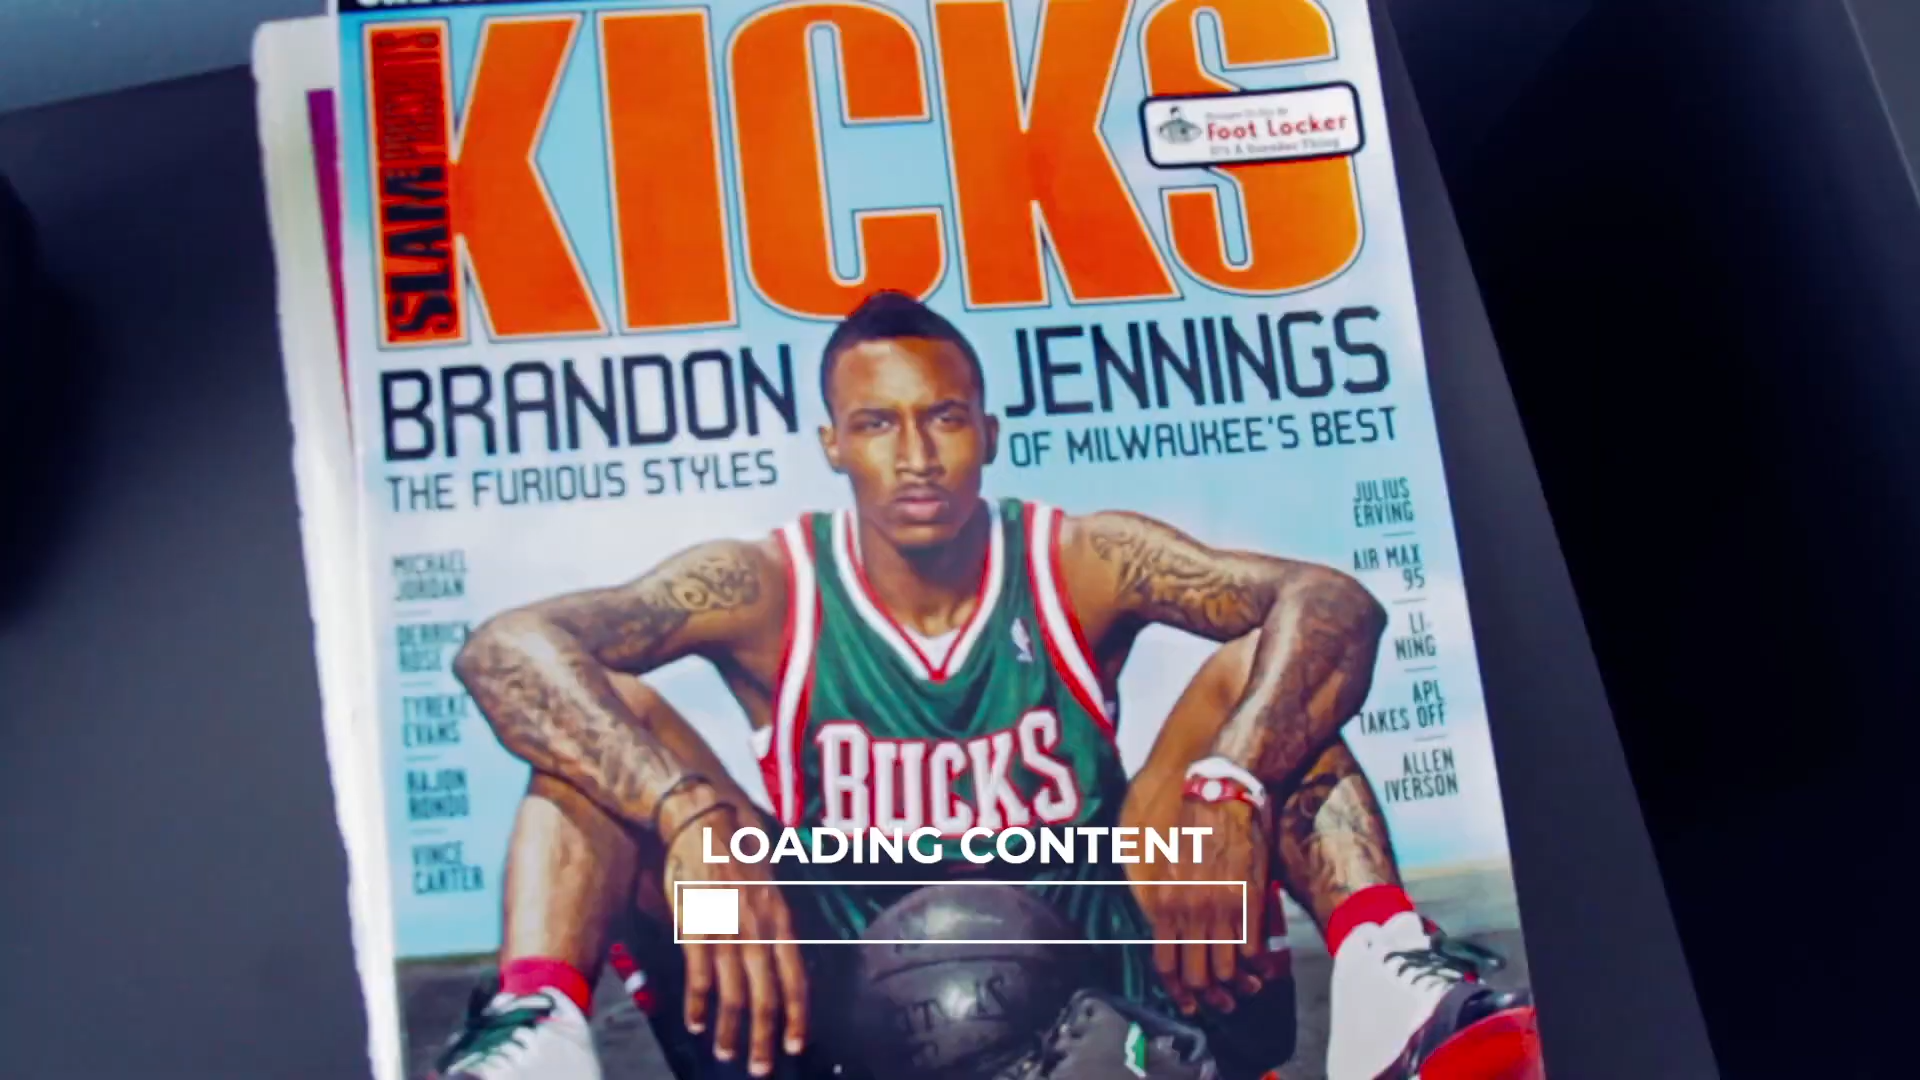 KICKS
SLAM PRESENTS
Foot Locker
BRANDON JENNINGS
THE FURIOUS STYLES OF MILWAUKEE'S BEST
MICHAEL
JORDAN
DERRICK
ROSE
TYREKE
EVANS
RAJON
RONDO
VINCE
CARTER
JULIUS
ERVING
AIR MAX
95
LI-
NING
APL
TAKES OFF
ALLEN
IVERSON
BUCKS
LOADING CONTENT